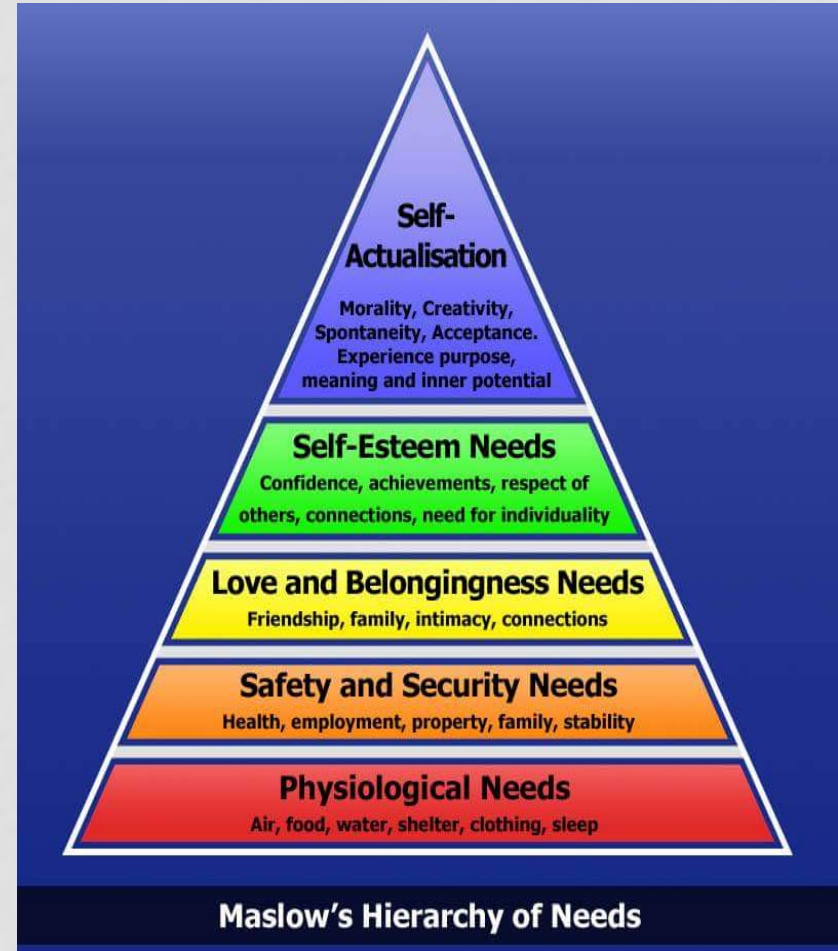 Self-
Actualisation
Morality, Creativity,
Spontaneity, Acceptance.
Experience purpose,
meaning and inner potential
Self-Esteem Needs
Confidence, achievements, respect of
others, connections, need for individuality
Love and Belongingness Needs
Friendship, family, intimacy, connections
Safety and Security Needs
Health, employment, property, family, stability
Physiological Needs
Air, food, water, shelter, clothing, sleep
Maslow's Hierarchy of Needs